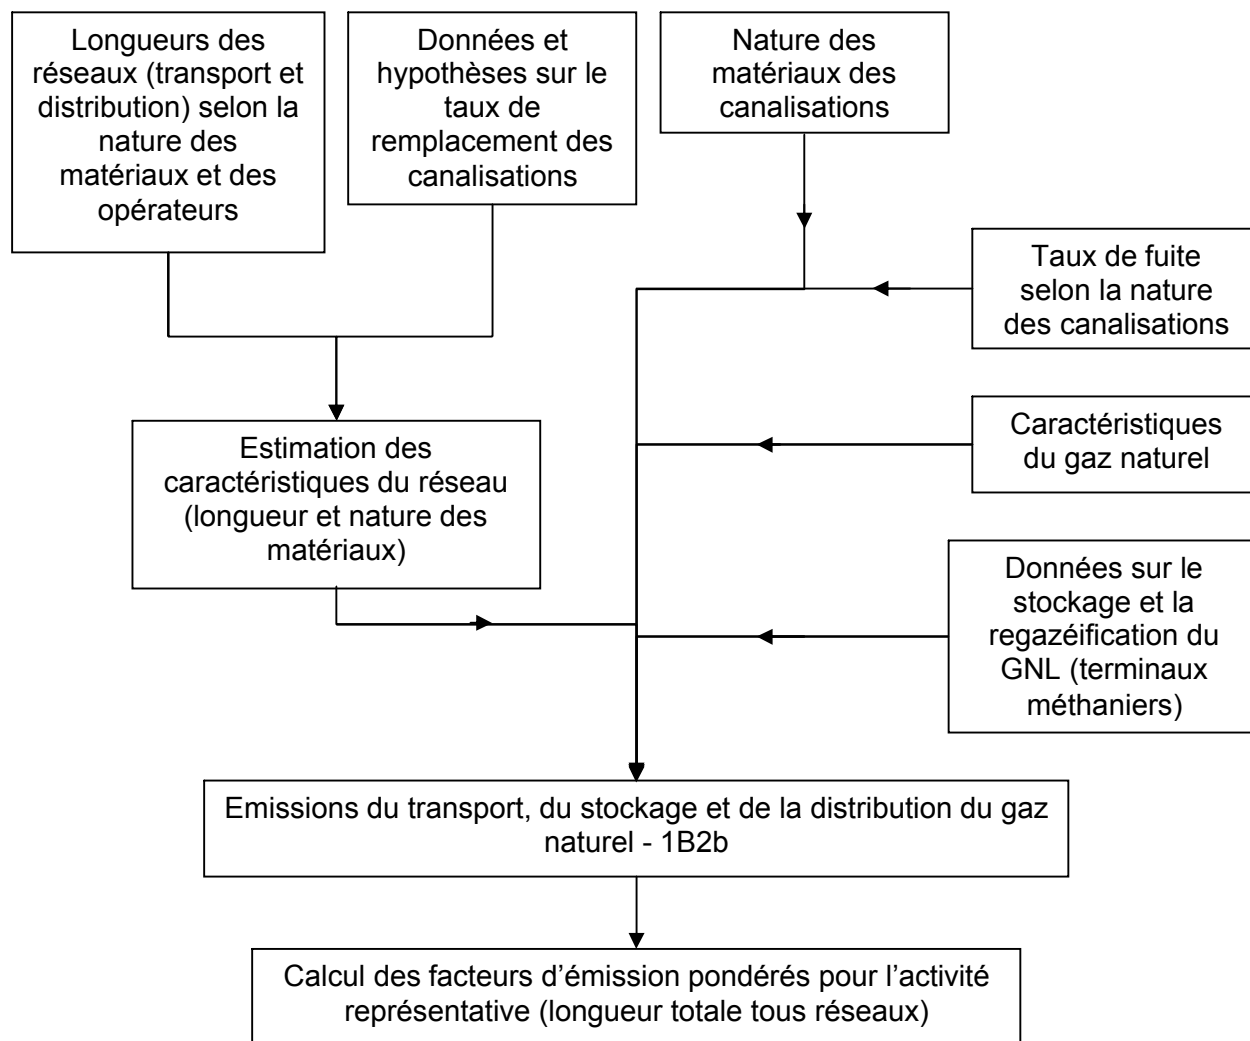 Longueurs des
réseaux (transport et
distribution) selon la
nature des
matériaux et des
opérateurs
Données et
hypothèses sur le
taux de
remplacement des
canalisations
Nature des
matériaux des
canalisations
Taux de fuite
selon la nature
des canalisations
Caractéristiques
du gaz naturel
Estimation des
caractéristiques du réseau
(longueur et nature des
matériaux)
Données sur le
stockage et la
regazéification du
GNL (terminaux
méthaniers)
Emissions du transport, du stockage et de la distribution du gaz
naturel - 1B2b
Calcul des facteurs d’émission pondérés pour l’activité
représentative (longueur totale tous réseaux)